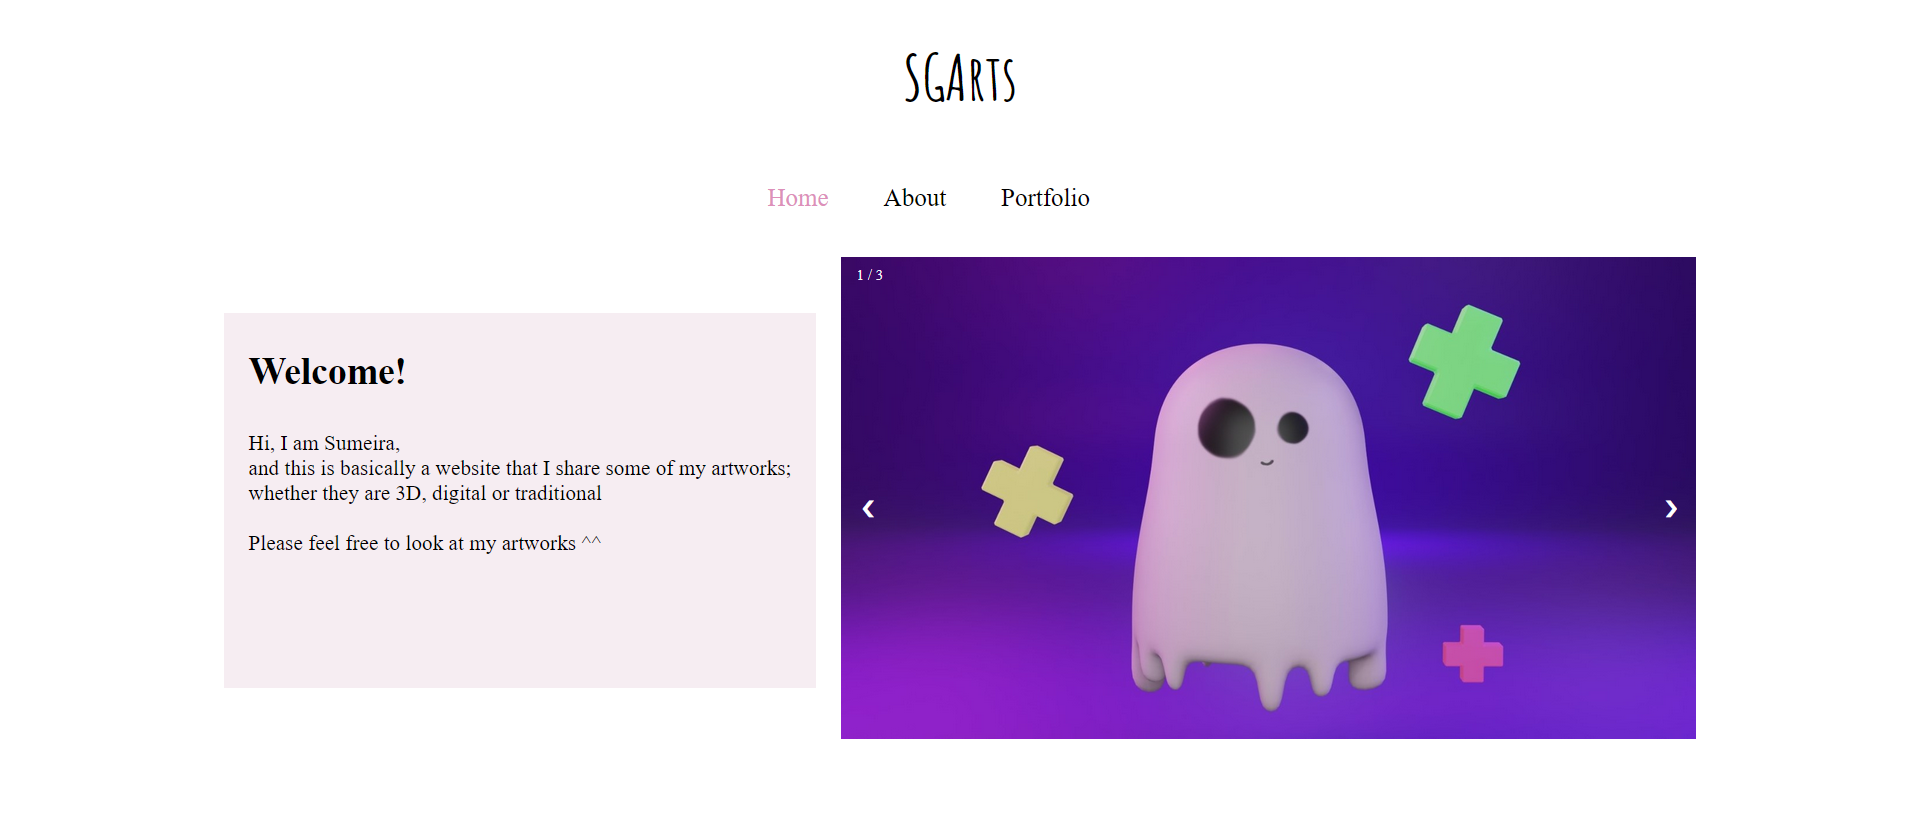 SGArts
Home About Portfolio
1 / 3
Welcome!
Hi, I am Sumeira,
and this is basically a website that I share some of my artworks;
whether they are 3D, digital or traditional
Please feel free to look at my artworks ^^
❮ ❯